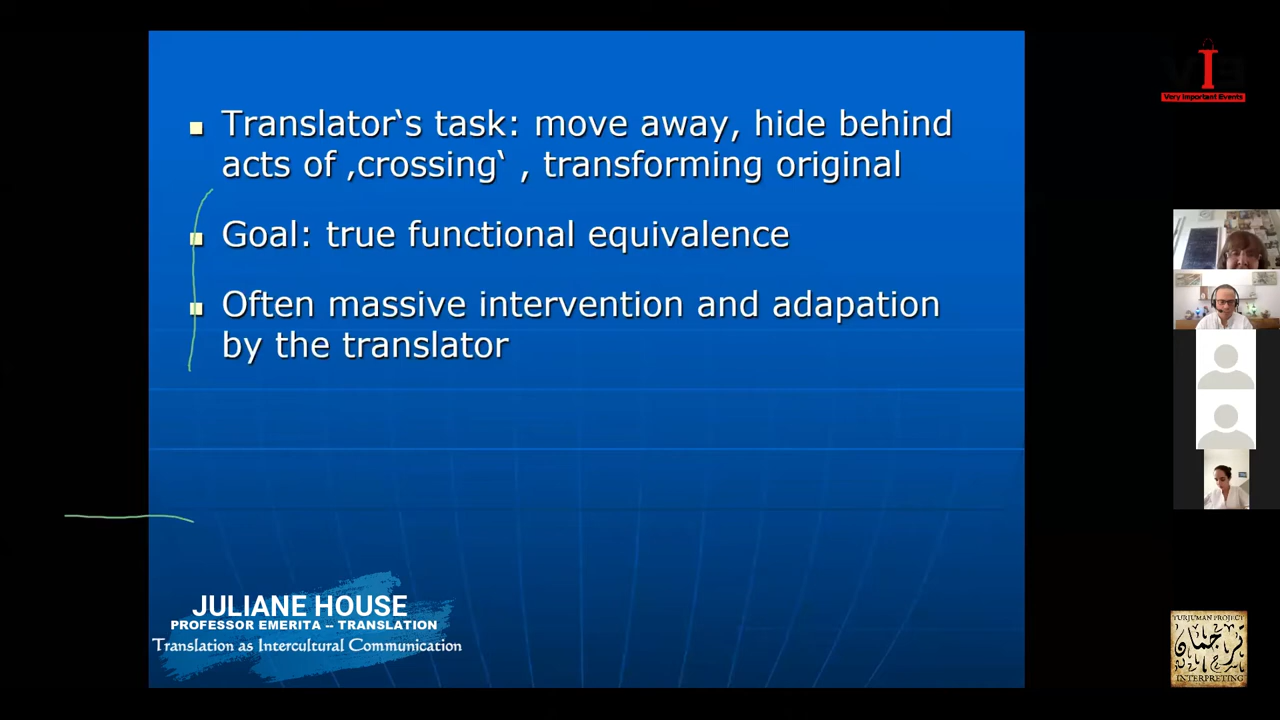 Translator‘s task: move away, hide behind
acts of ‚crossing‘ , transforming original
Goal: true functional equivalence
Often massive intervention and adapation
by the translator
JULIANE HOUSE
PROFESSOR EMERITA -- TRANSLATION
Translation as Intercultural Communication
VIP
Very Important Events
TURJUMAN PROJECT
ترجمان
INTERPRETING